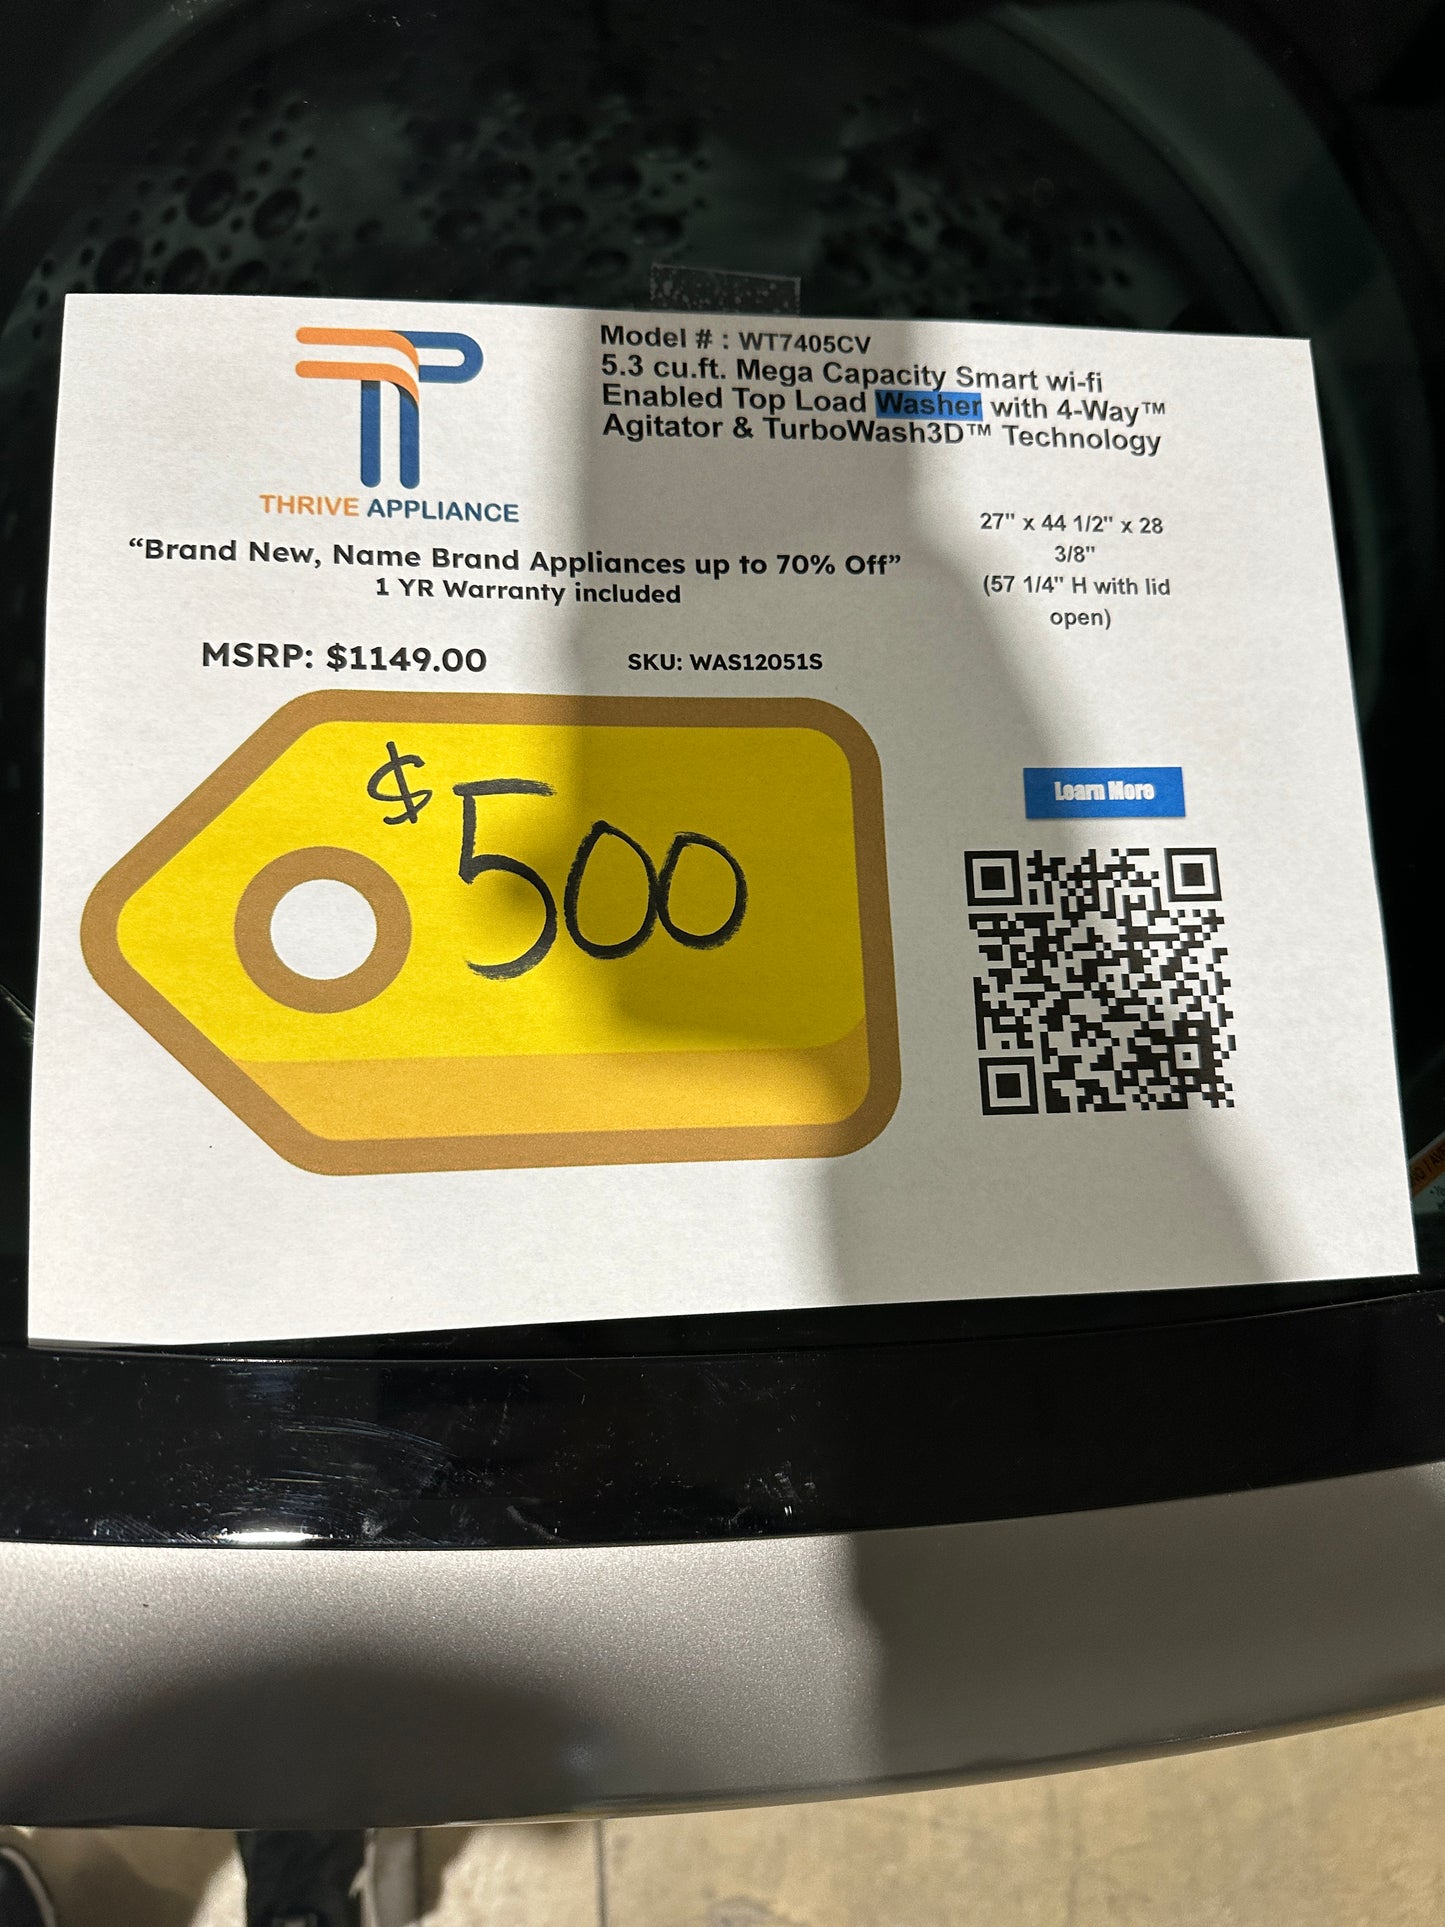 Model # : WT7405CV
5.3 cu.ft. Mega Capacity Smart wi-fi
Enabled Top Load Washer with 4-Way™
Agitator & TurboWash3D™ Technology
THRIVE APPLIANCE
“Brand New, Name Brand Appliances up to 70% Off”
1 YR Warranty included
27" x 44 1/2" x 28
3/8"
(57 1/4" H with lid
open)
MSRP: $1149.00
SKU: WAS12051S
$500
Learn More